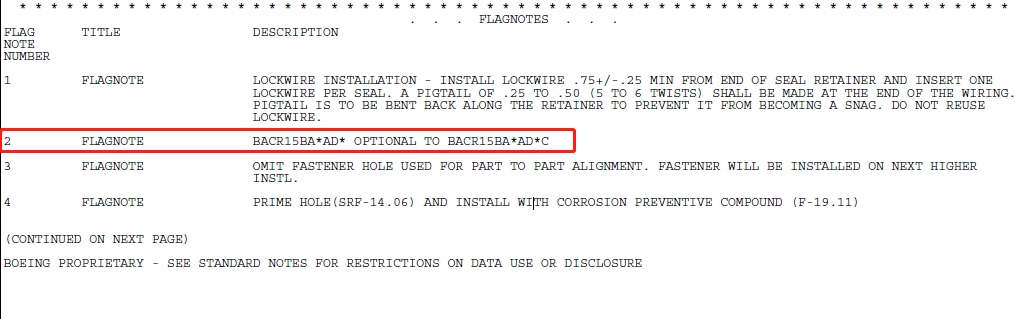 * * * * * * * * * * * * * * * * * * * * * * * * * * * * * * * * * * * * * * * * * * * * * * * * * *
. . . FLAGNOTES . . .
FLAG TITLE DESCRIPTION
NOTE
NUMBER
1 FLAGNOTE LOCKWIRE INSTALLATION - INSTALL LOCKWIRE .75+/-.25 MIN FROM END OF SEAL RETAINER AND INSERT ONE
LOCKWIRE PER SEAL. A PIGTAIL OF .25 TO .50 (5 TO 6 TWISTS) SHALL BE MADE AT THE END OF THE WIRING.
PIGTAIL IS TO BE BENT BACK ALONG THE RETAINER TO PREVENT IT FROM BECOMING A SNAG. DO NOT REUSE
LOCKWIRE.
2 FLAGNOTE BACR15BA*AD* OPTIONAL TO BACR15BA*AD*C
3 FLAGNOTE OMIT FASTENER HOLE USED FOR PART TO PART ALIGNMENT. FASTENER WILL BE INSTALLED ON NEXT HIGHER
INSTL.
4 FLAGNOTE PRIME HOLE(SRF-14.06) AND INSTALL WITH CORROSION PREVENTIVE COMPOUND (F-19.11)
(CONTINUED ON NEXT PAGE)
BOEING PROPRIETARY - SEE STANDARD NOTES FOR RESTRICTIONS ON DATA USE OR DISCLOSURE